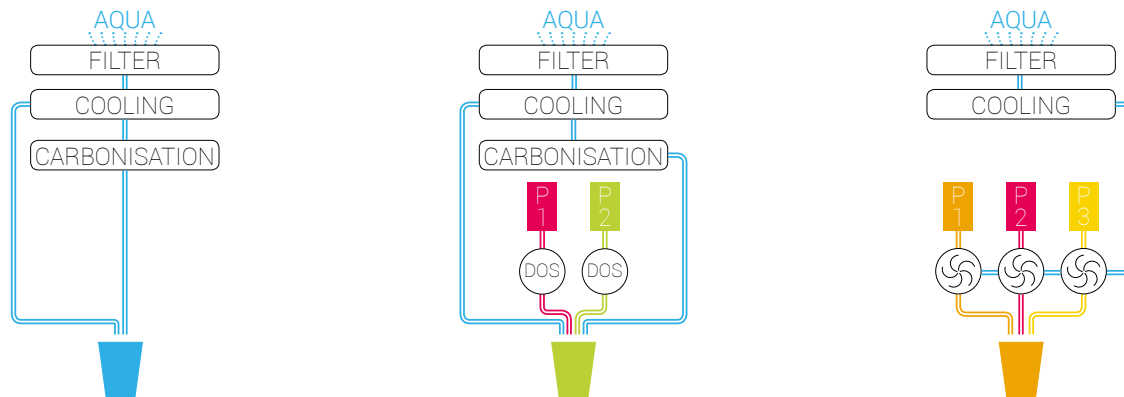 AQUA
FILTER
COOLING
CARBONISATION
AQUA
FILTER
COOLING
CARBONISATION
P
1
P
2
DOS
DOS
AQUA
FILTER
COOLING
P
1
P
2
P
3